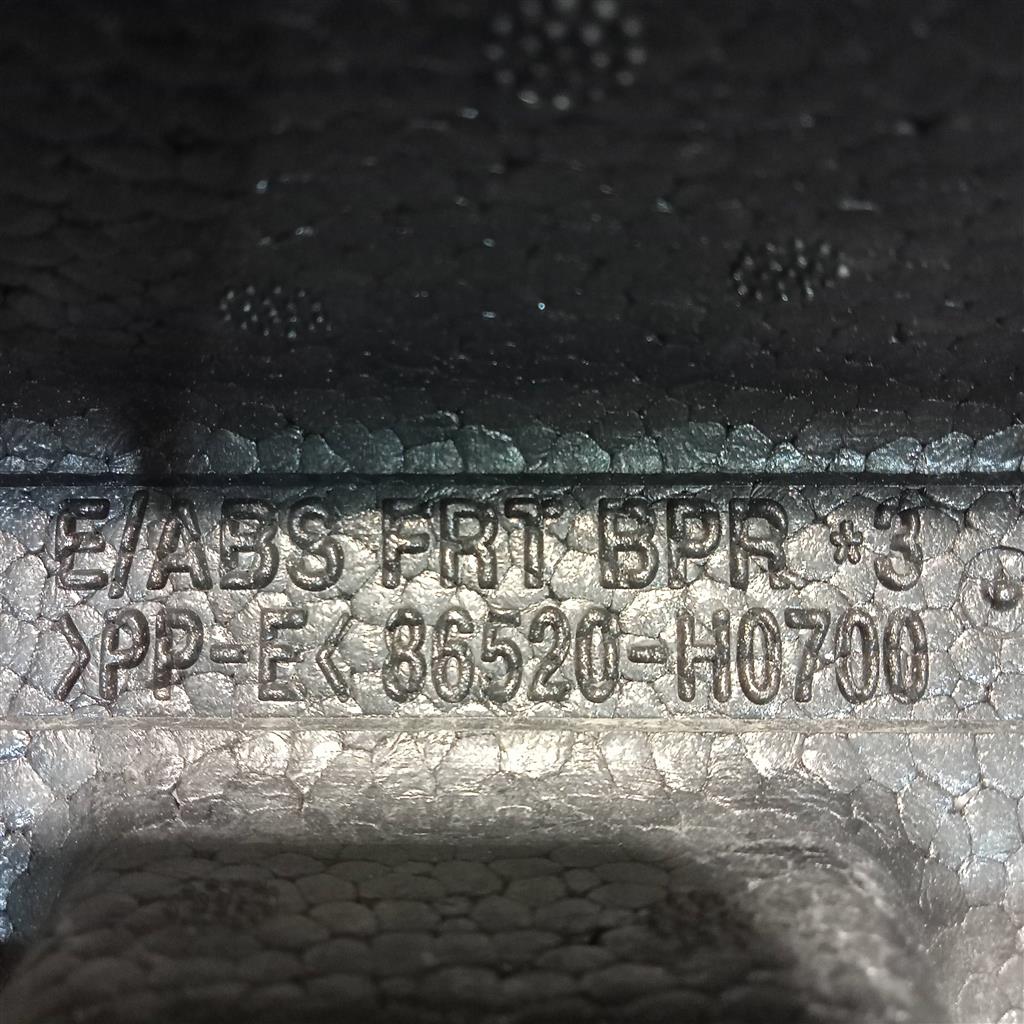 E/ABS FRT BPR *3
>PP-E< 86520-H0700